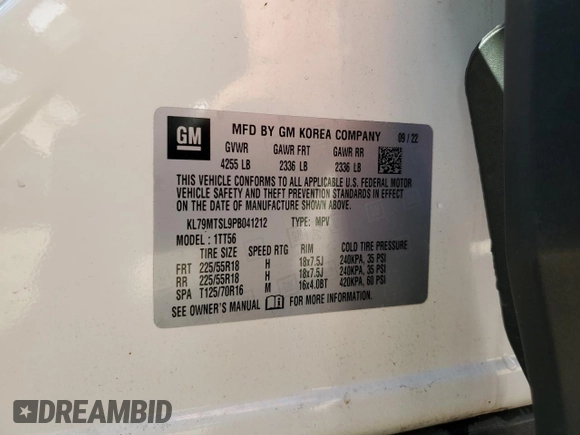 GM
MFD BY GM KOREA COMPANY 09 / 22
GVWR GAWR FRT GAWR RR
4255 LB 2336 LB 2336 LB
THIS VEHICLE CONFORMS TO ALL APPLICABLE U.S. FEDERAL MOTOR
VEHICLE SAFETY AND THEFT PREVENTION STANDARDS IN EFFECT
ON THE DATE OF MANUFACTURE SHOWN ABOVE.
KL79MTSL9PB041212 TYPE: MPV
MODEL : 1TT56
TIRE SIZE SPEED RTG RIM COLD TIRE PRESSURE
FRT 225/55R18 H 18x7.5J 240KPA, 35 PSI
RR 225/55R18 H 18x7.5J 240KPA, 35 PSI
SPA T125/70R16 M 16x4.0BT 420KPA, 60 PSI
SEE OWNER'S MANUAL FOR MORE INFORMATION.
DREAMBID